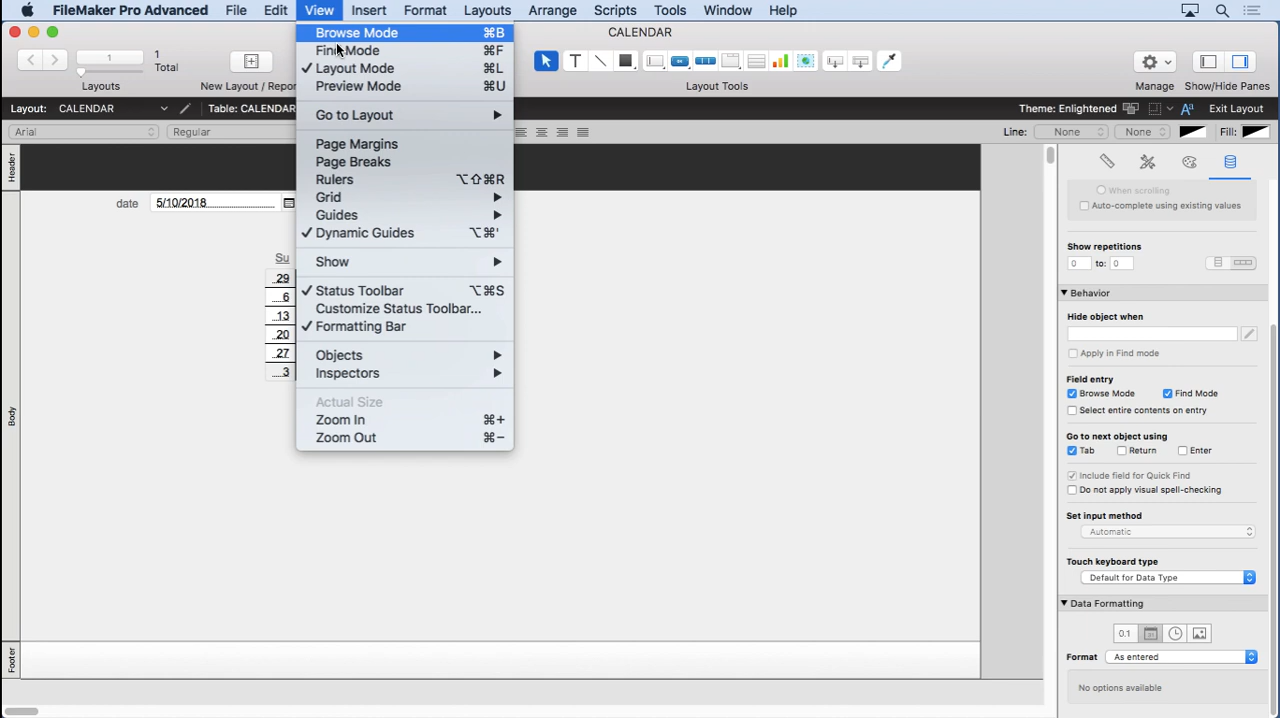 FileMaker Pro Advanced File Edit View Insert Format Layouts Arrange Scripts Tools Window Help
CALENDAR
1
1
Total
Layouts
New Layout / Repor
Layout Tools
Manage
Show/Hide Panes
Layout: CALENDAR
Table: CALENDAR
Theme: Enlightened
Aª
Exit Layout
Arial
Regular
Line: None
None
Fill:
Browse Mode ⌘B
Find Mode ⌘F
✓ Layout Mode ⌘L
Preview Mode ⌘U
Go to Layout
Page Margins
Page Breaks
Rulers ⌥⇧⌘R
Grid
Guides
✓ Dynamic Guides ⌥⌘'
Show
✓ Status Toolbar ⌥⌘S
Customize Status Toolbar...
✓ Formatting Bar
Objects
Inspectors
Actual Size
Zoom In ⌘+
Zoom Out ⌘−
Header
Body
Footer
date 5/10/2018
Su
29
6
13
20
27
3
When scrolling
Auto-complete using existing values
Show repetitions
0 to: 0
Behavior
Hide object when
Apply in Find mode
Field entry
Browse Mode Find Mode
Select entire contents on entry
Go to next object using
Tab Return Enter
Include field for Quick Find
Do not apply visual spell-checking
Set input method
Automatic
Touch keyboard type
Default for Data Type
Data Formatting
0.1
Format As entered
No options available